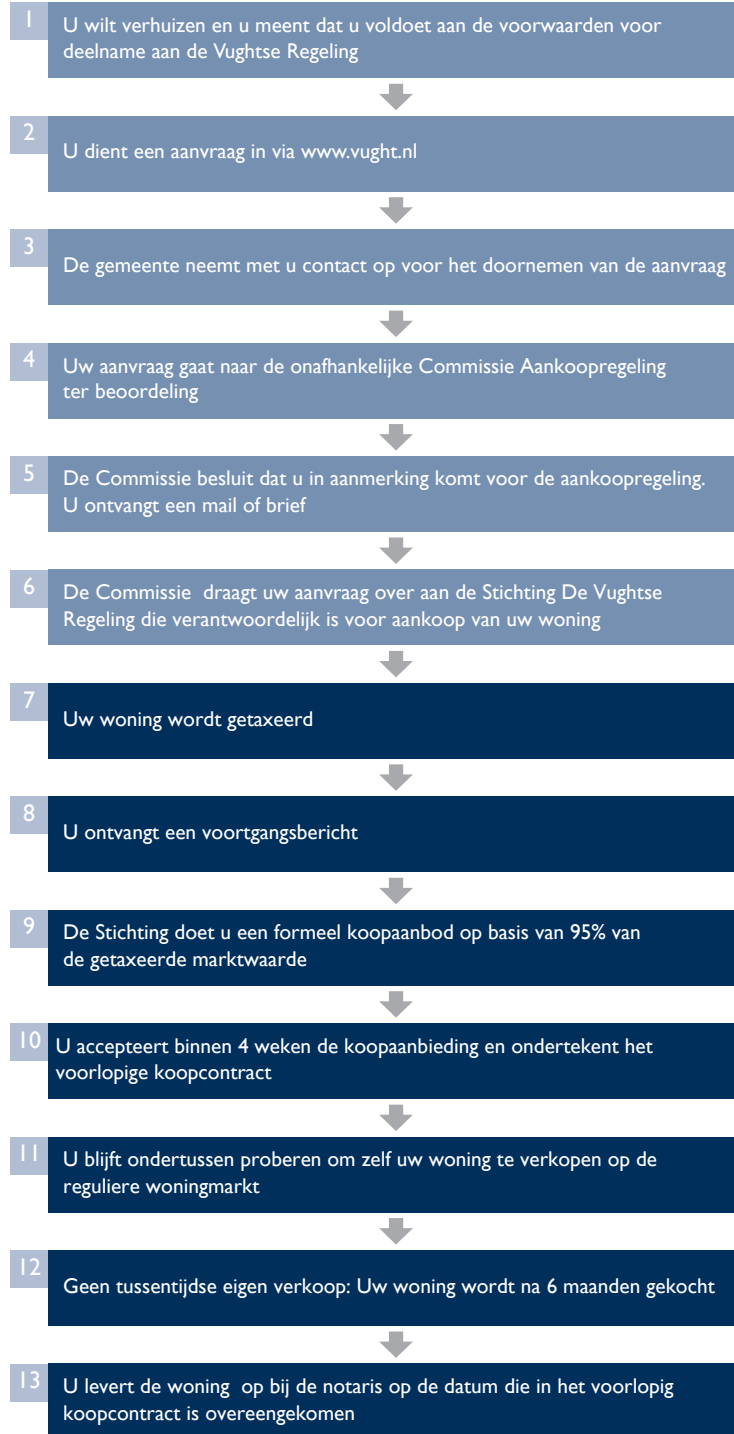 1
U wilt verhuizen en u meent dat u voldoet aan de voorwaarden voor
deelname aan de Vughtse Regeling
2
U dient een aanvraag in via www.vught.nl
3
De gemeente neemt met u contact op voor het doornemen van de aanvraag
4
Uw aanvraag gaat naar de onafhankelijke Commissie Aankoopregeling
ter beoordeling
5
De Commissie besluit dat u in aanmerking komt voor de aankoopregeling.
U ontvangt een mail of brief
6
De Commissie draagt uw aanvraag over aan de Stichting De Vughtse
Regeling die verantwoordelijk is voor aankoop van uw woning
7
Uw woning wordt getaxeerd
8
U ontvangt een voortgangsbericht
9
De Stichting doet u een formeel koopaanbod op basis van 95% van
de getaxeerde marktwaarde
10
U accepteert binnen 4 weken de koopaanbieding en ondertekent het
voorlopige koopcontract
11
U blijft ondertussen proberen om zelf uw woning te verkopen op de
reguliere woningmarkt
12
Geen tussentijdse eigen verkoop: Uw woning wordt na 6 maanden gekocht
13
U levert de woning op bij de notaris op de datum die in het voorlopig
koopcontract is overeengekomen